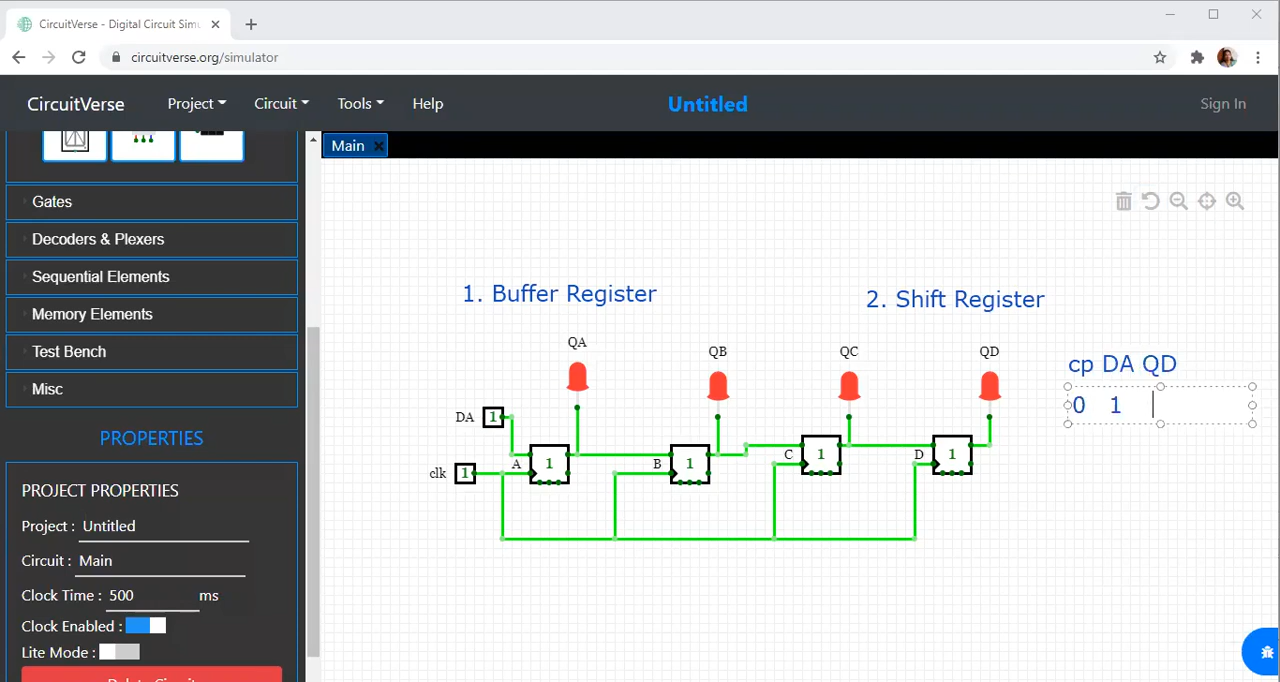 CircuitVerse - Digital Circuit Simu
circuitverse.org/simulator
CircuitVerse Project Circuit Tools Help Untitled Sign In
Main
Gates
Decoders & Plexers
Sequential Elements
Memory Elements
Test Bench
Misc
PROPERTIES
PROJECT PROPERTIES
Project : Untitled
Circuit : Main
Clock Time : 500 ms
Clock Enabled :
Lite Mode :
1. Buffer Register
2. Shift Register
QA
QB
QC
QD
cp DA QD
0 1
DA 1
clk 1
A 1
B 1
C 1
D 1